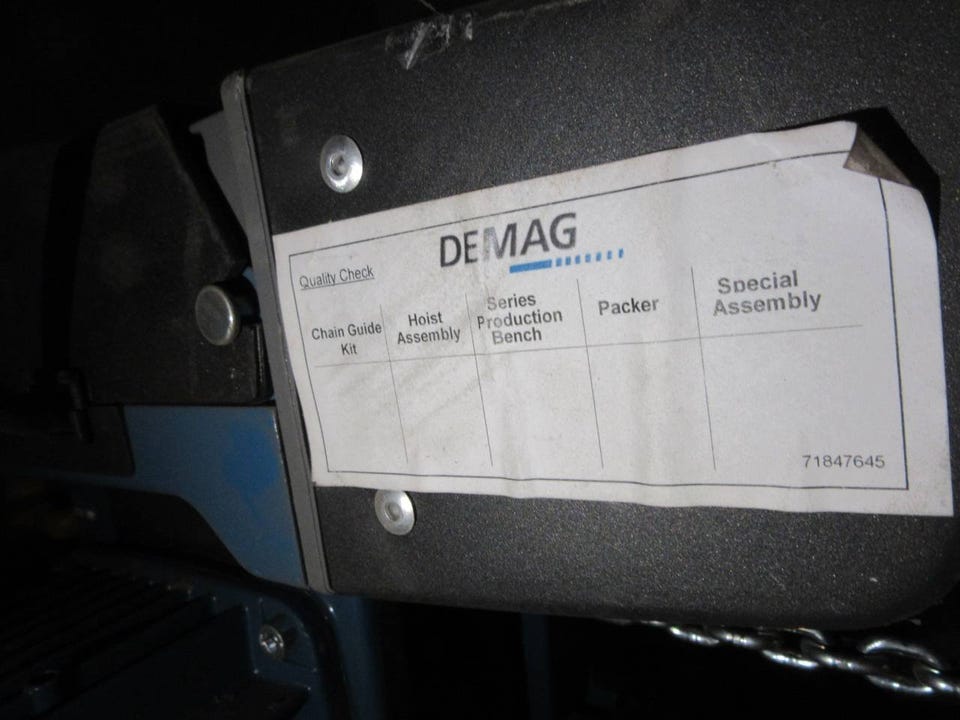 DEMAG
Quality Check
Chain Guide
Kit
Hoist
Assembly
Series
Production
Bench
Packer
Special
Assembly
71847645